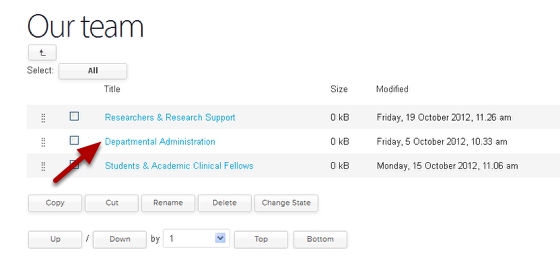 Our team
Select: All
Title Size Modified
Researchers & Research Support 0 kB Friday, 19 October 2012, 11.26 am
Departmental Administration 0 kB Friday, 5 October 2012, 10.33 am
Students & Academic Clinical Fellows 0 kB Monday, 15 October 2012, 11.06 am
Copy Cut Rename Delete Change State
Up / Down by 1 Top Bottom